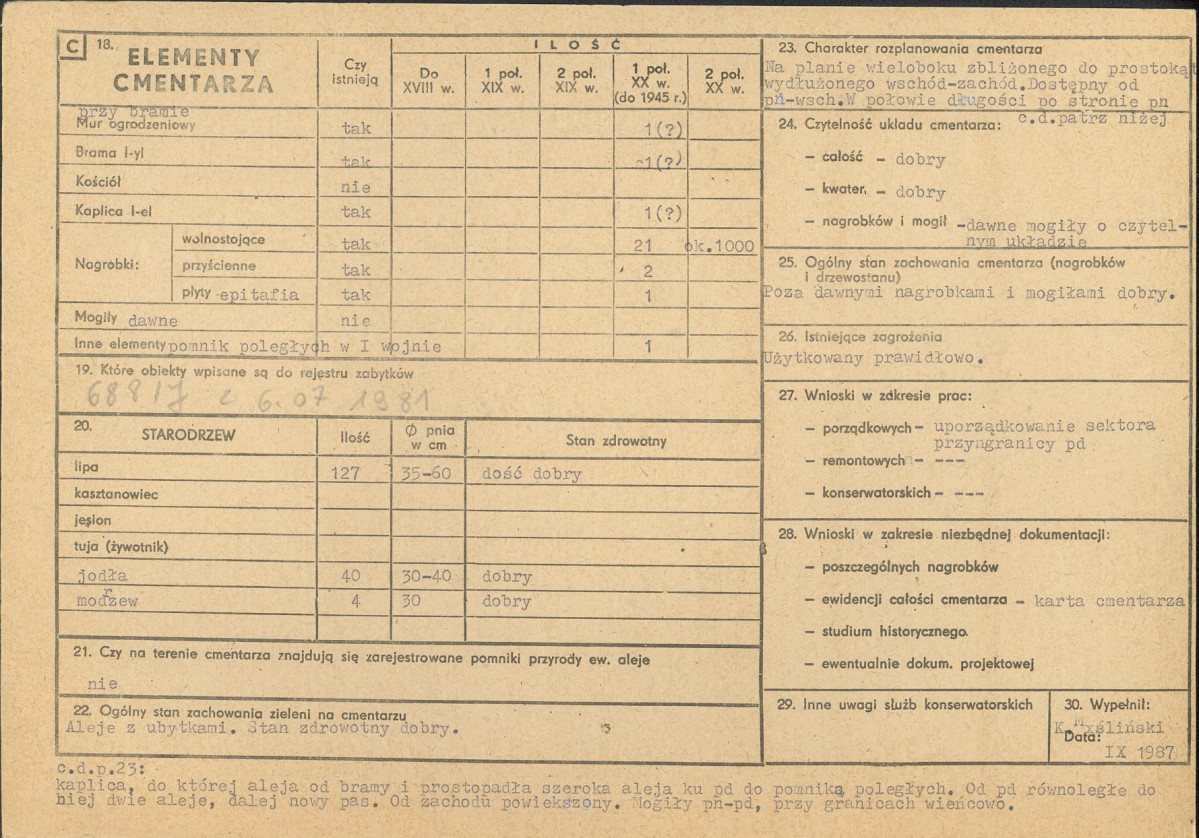 C 18. ELEMENTY CMENTARZA
Czy istnieją
ILOŚĆ
Do XVIII w.
1 poł. XIX w.
2 poł. XIX w.
1 poł. XX w. (do 1945 r.)
2 poł. XX w.
przy bramie
Mur ogrodzeniowy tak 1(?)
Brama I-yl tak 1(?)
Kościół nie
Kaplica I-el tak 1(?)
Nagrobki:
wolnostojące tak 21 ok.1000
przyścienne tak 2
płyty epitafia tak 1
Mogiły dawne nie
Inne elementy pomnik poległych w I wojnie 1
19. Które obiekty wpisane są do rejestru zabytków
6.07 1981
20. STARODRZEW
Ilość
Ø pnia w cm
Stan zdrowotny
lipa 127 35-60 dość dobry
kasztanowiec
jesion
tuja (żywotnik)
jodła 40 30-40 dobry
modrzew 4 30 dobry
21. Czy na terenie cmentarza znajdują się zarejestrowane pomniki przyrody ew. aleje
nie
22. Ogólny stan zachowania zieleni na cmentarzu
Aleje z ubytkami. Stan zdrowotny dobry.
23. Charakter rozplanowania cmentarza
Na planie wieloboku zbliżonego do prostokąt
wydłużonego wschód-zachód.Dostępny od
pń-wsch.W połowie długości po stronie pn
c.d.patrz niżej
24. Czytelność układu cmentarza:
– całość - dobry
– kwater, - dobry
– nagrobków i mogił -dawne mogiły o czytel-
nym układzie
25. Ogólny stan zachowania cmentarza (nagrobków
i drzewostanu)
Poza dawnymi nagrobkami i mogiłami dobry.
26. Istniejące zagrożenia
Użytkowany prawidłowo.
27. Wnioski w zakresie prac:
– porządkowych - uporządkowanie sektora
przyngranicy pd
– remontowych - ---
– konserwatorskich - ---
28. Wnioski w zakresie niezbędnej dokumentacji:
– poszczególnych nagrobków
– ewidencji całości cmentarza - karta cmentarza
– studium historycznego.
– ewentualnie dokum. projektowej
29. Inne uwagi służb konserwatorskich
30. Wypełnił:
Data:
IX 1987
c.d.p.23:
kaplica, do której aleja od bramy i prostopadła szeroka aleja ku pd do pomniką poległych. Od pd równoległe do
niej dwie aleje, dalej nowy pas. Od zachodu powiekszony. Mogiły pn-pd, przy granicach wieńcowo.